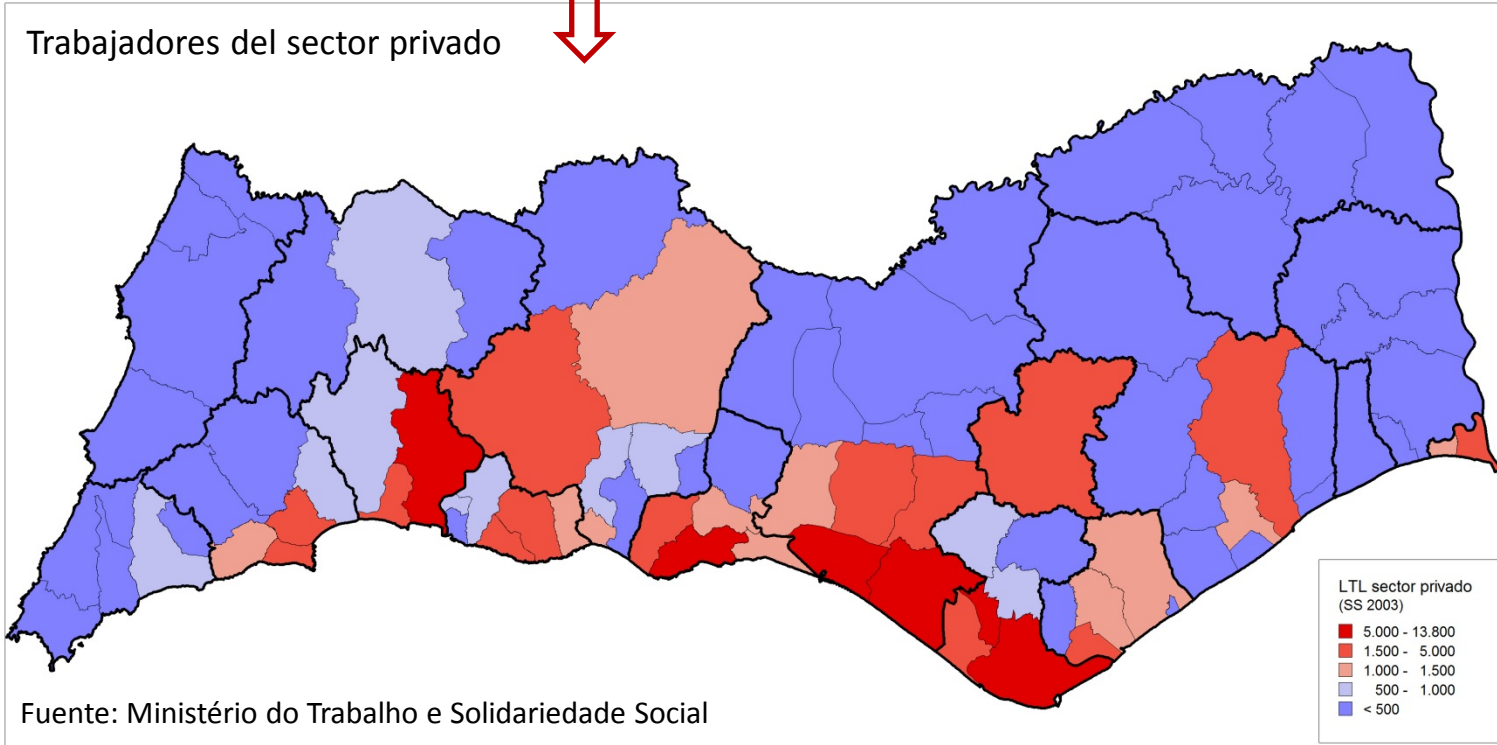 Trabajadores del sector privado
LTL sector privado
(SS 2003)
5.000 - 13.800
1.500 - 5.000
1.000 - 1.500
500 - 1.000
< 500
Fuente: Ministério do Trabalho e Solidariedade Social